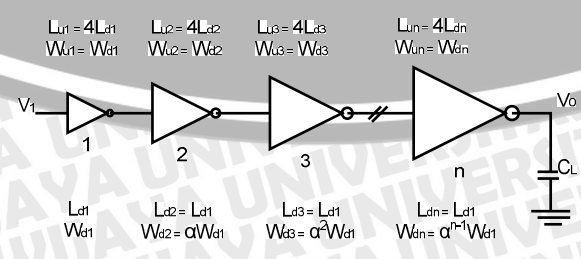 Lu1 = 4Ld1 Lu2 = 4Ld2 Lu3 = 4Ld3 Lun = 4Ldn
Wu1 = Wd1 Wu2 = Wd2 Wu3 = Wd3 Wun = Wdn
V1 Vo
1 2 3 n CL
Ld1 Ld2 = Ld1 Ld3 = Ld1 Ldn = Ld1
Wd1 Wd2 = αWd1 Wd3 = α²Wd1 Wdn = αⁿ⁻¹Wd1